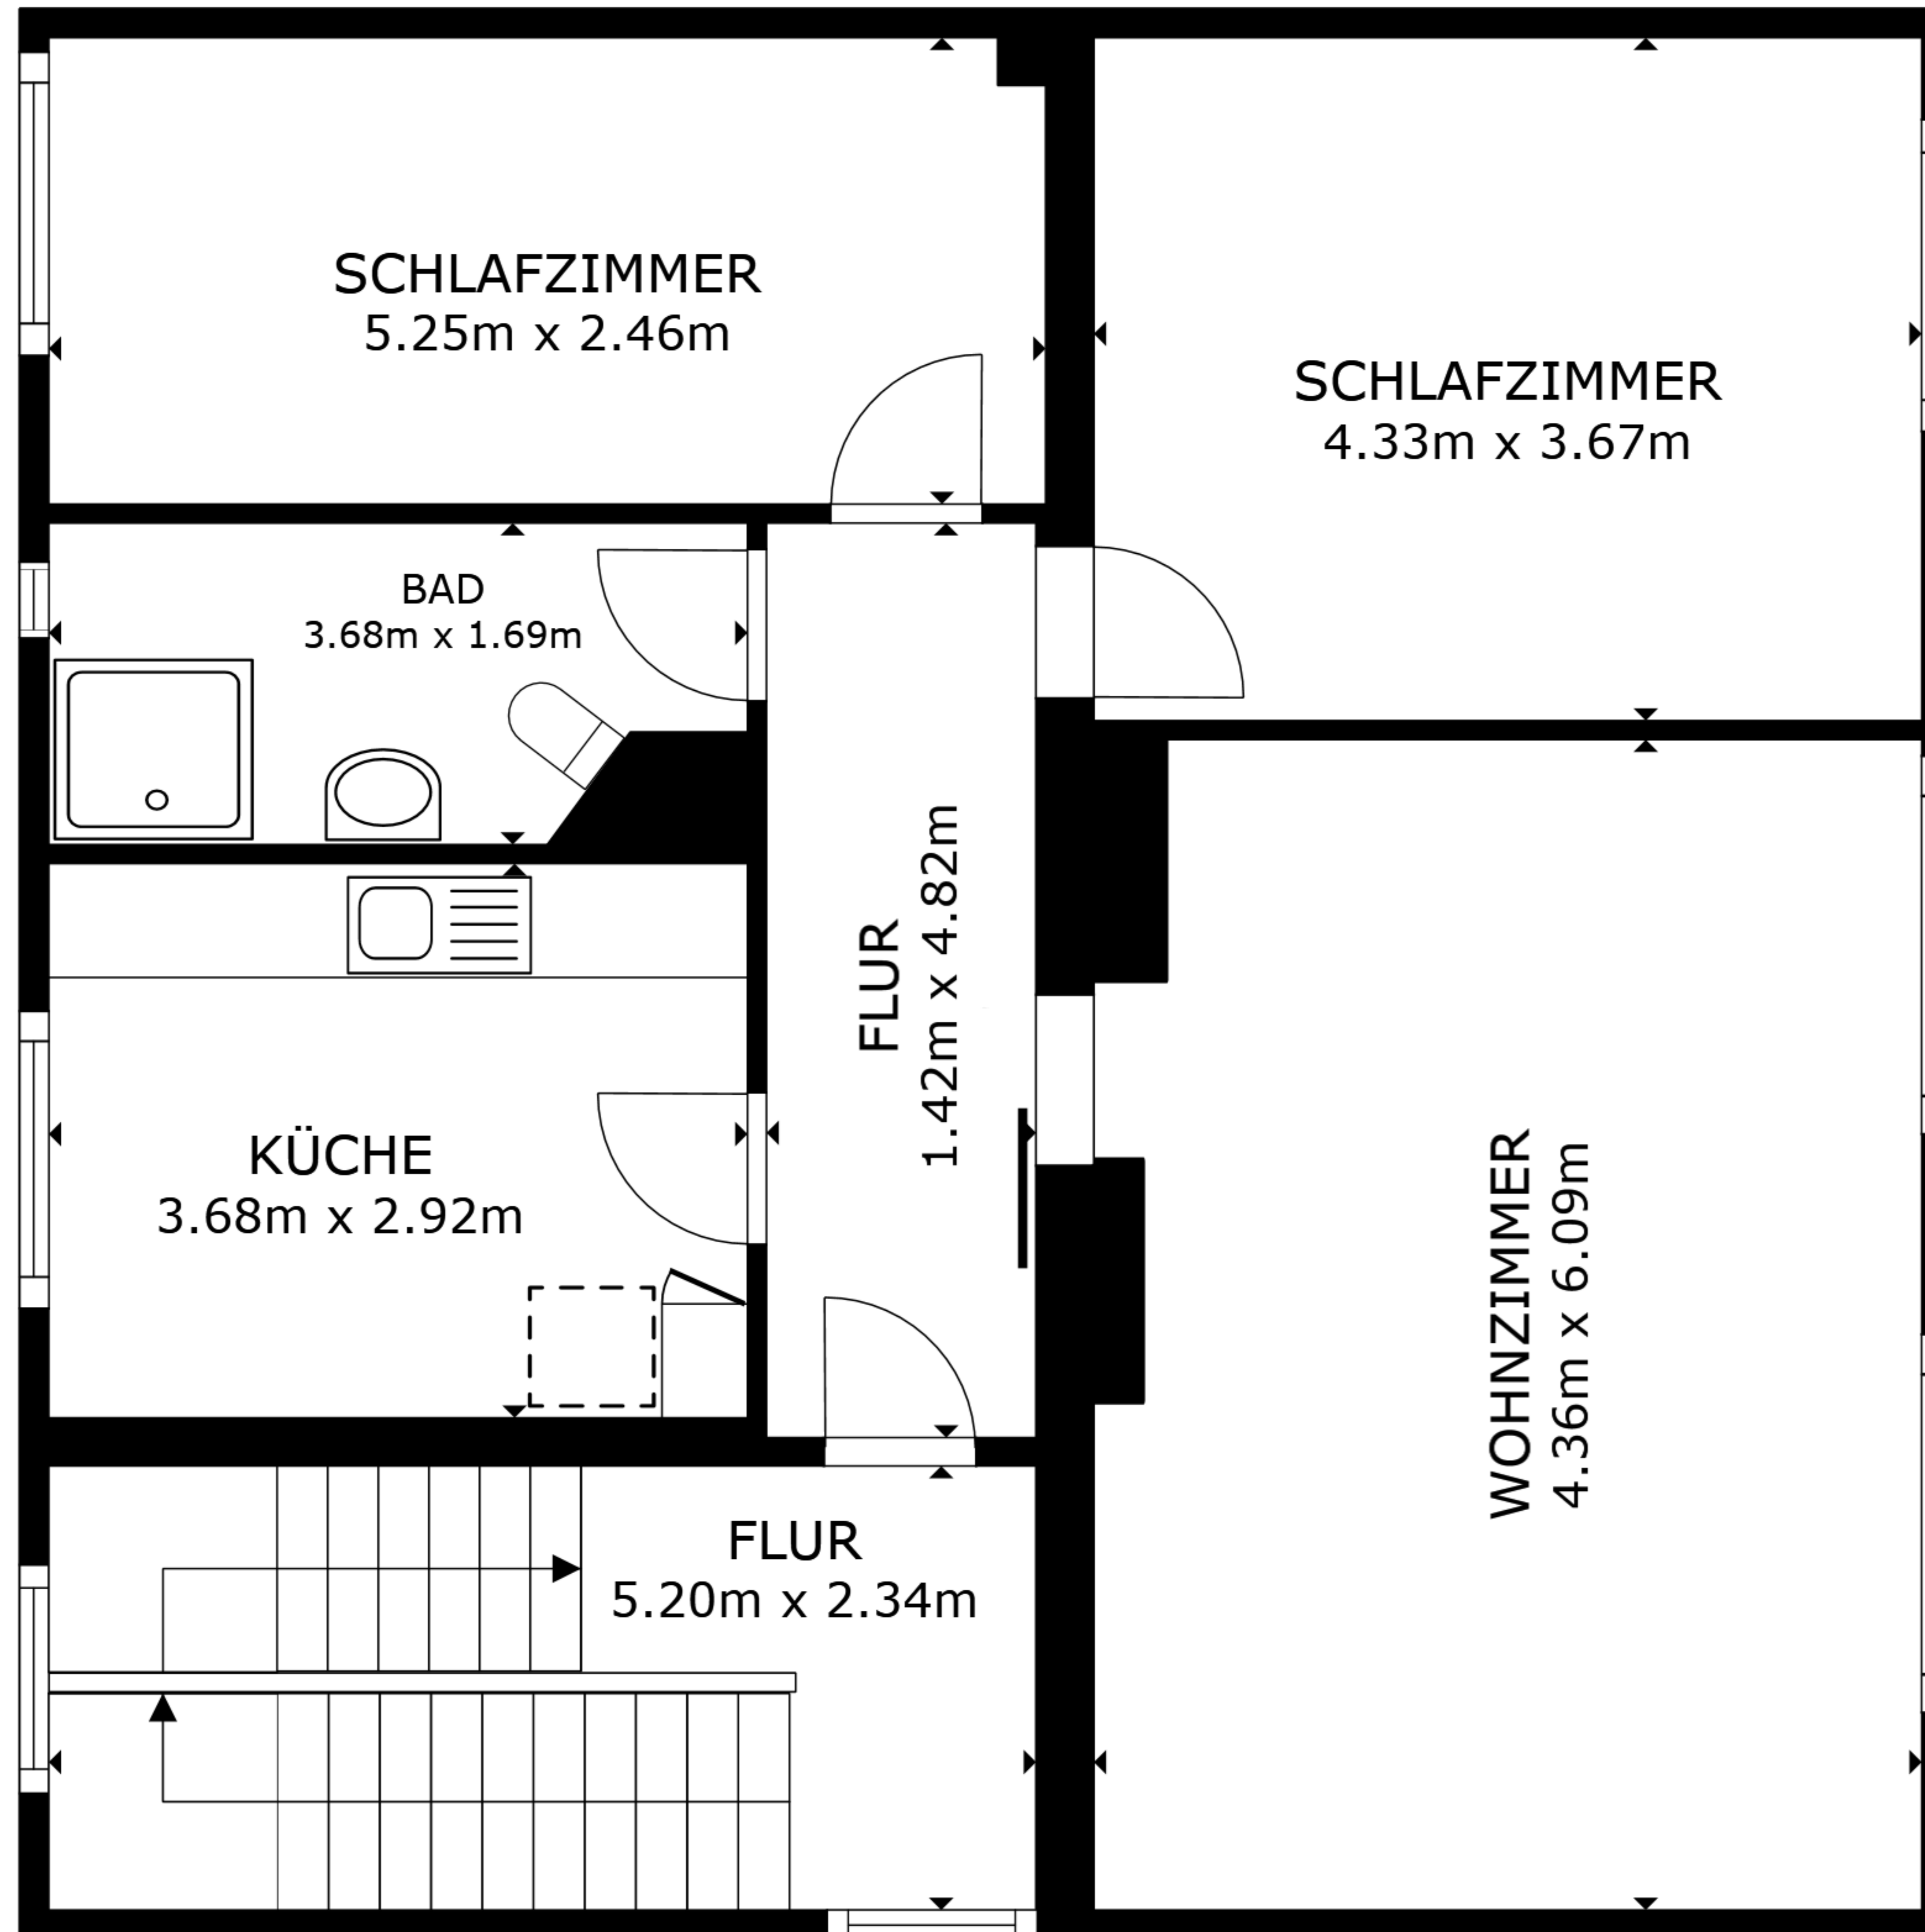 SCHLAFZIMMER
5.25m x 2.46m
SCHLAFZIMMER
4.33m x 3.67m
BAD
3.68m x 1.69m
FLUR
1.42m x 4.82m
KÜCHE
3.68m x 2.92m
WOHNZIMMER
4.36m x 6.09m
FLUR
5.20m x 2.34m